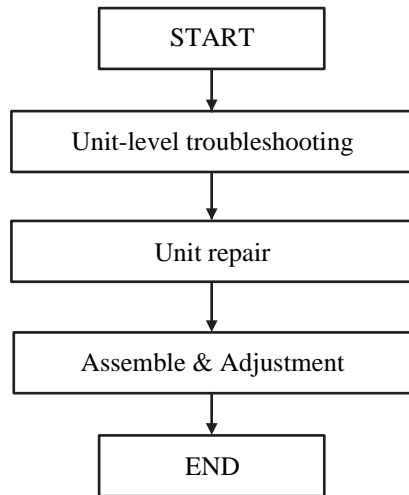 START
Unit-level troubleshooting
Unit repair
Assemble & Adjustment
END